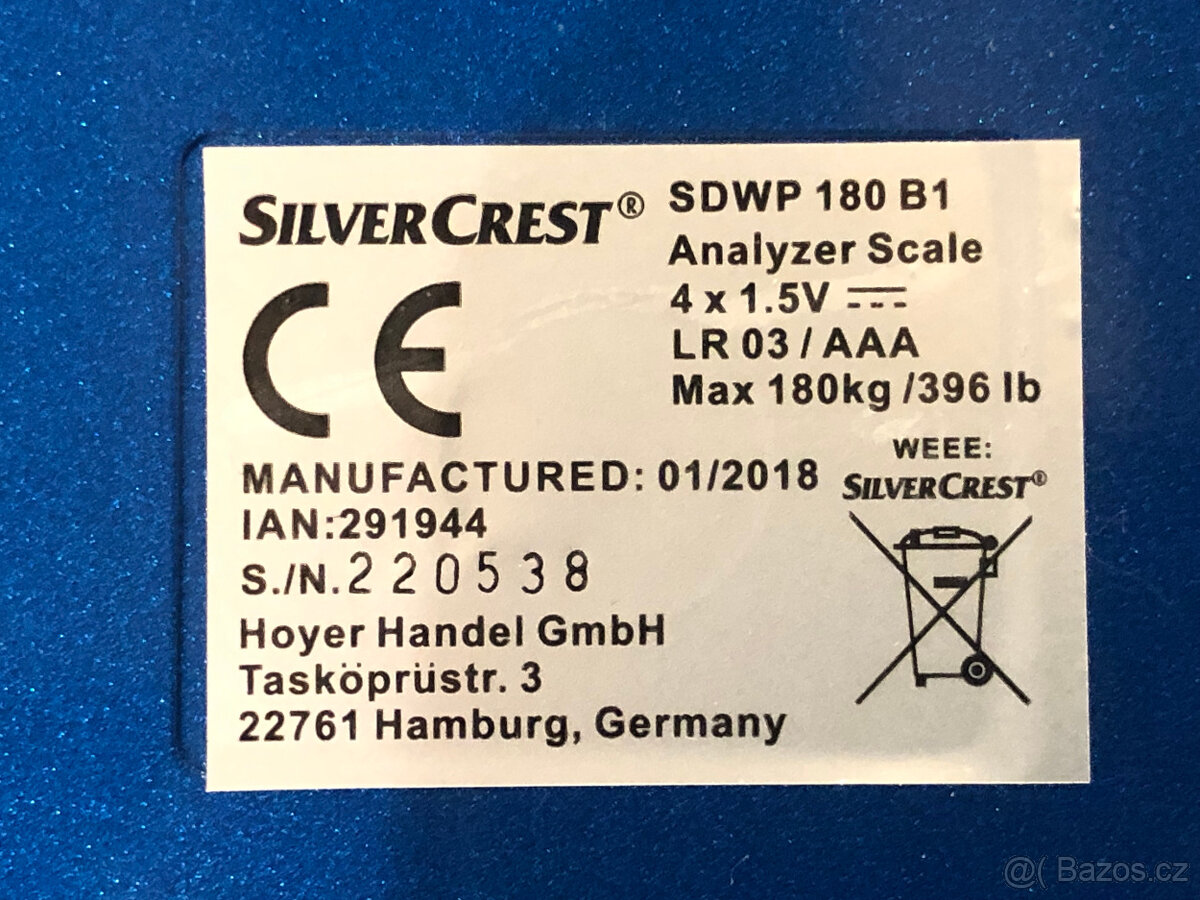 SILVERCREST®
SDWP 180 B1
Analyzer Scale
4 x 1.5V ⎓
LR 03 / AAA
Max 180kg /396 lb
CE
WEEE:
SILVERCREST®
MANUFACTURED: 01/2018
IAN:291944
S./N.220538
Hoyer Handel GmbH
Tasköprüstr. 3
22761 Hamburg, Germany
@( Bazos.cz